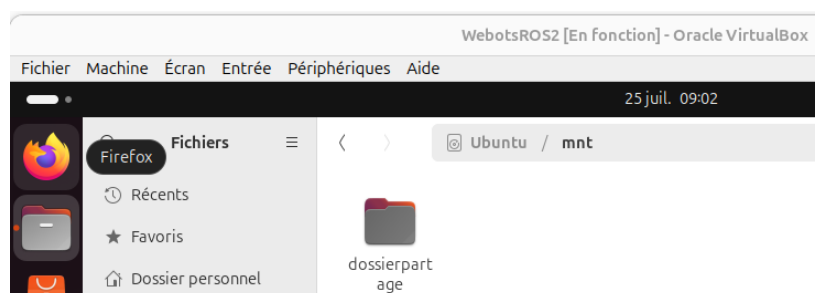 WebotsROS2 [En fonction] - Oracle VirtualBox
Fichier Machine Écran Entrée Périphériques Aide
25 juil. 09:02
Fichiers
Ubuntu / mnt
Firefox
Récents
Favoris
dossierpart
age
Dossier personnel